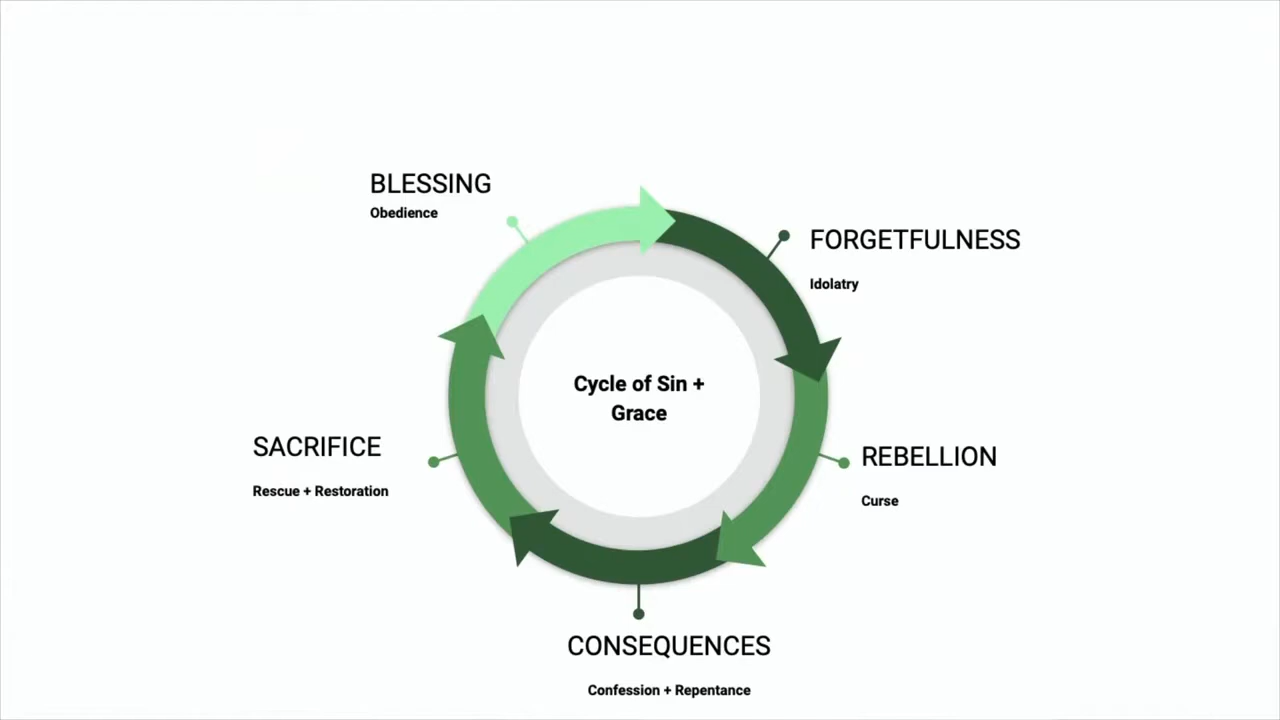 BLESSING
Obedience
FORGETFULNESS
Idolatry
Cycle of Sin +
Grace
REBELLION
Curse
CONSEQUENCES
Confession + Repentance
SACRIFICE
Rescue + Restoration